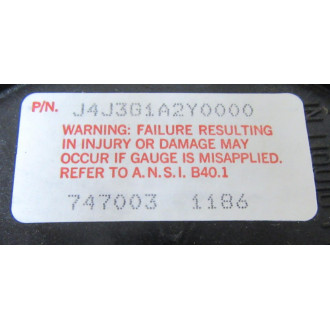 P/N. J4J3G1A2Y0000
WARNING: FAILURE RESULTING
IN INJURY OR DAMAGE MAY
OCCUR IF GAUGE IS MISAPPLIED.
REFER TO A.N.S.I. B40.1
747003 1186